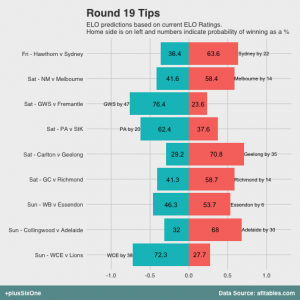 Round 19 Tips
ELO predictions based on current ELO Ratings.
Home side is on left and numbers indicate probability of winning as a %
Fri - Hawthorn v Sydney 36.4 63.6 Sydney by 22
Sat - NM v Melbourne 41.6 58.4 Melbourne by 14
Sat - GWS v Fremantle GWS by 47 76.4 23.6
Sat - PA v StK PA by 20 62.4 37.6
Sat - Carlton v Geelong 29.2 70.8 Geelong by 35
Sat - GC v Richmond 41.3 58.7 Richmond by 14
Sun - WB v Essendon 46.3 53.7 Essendon by 6
Sun - Collingwood v Adelaide 32 68 Adelaide by 30
Sun - WCE v Lions WCE by 38 72.3 27.7
-1.0 -0.5 0.0 0.5 1.0
+plusSixOne Data Source: afltables.com